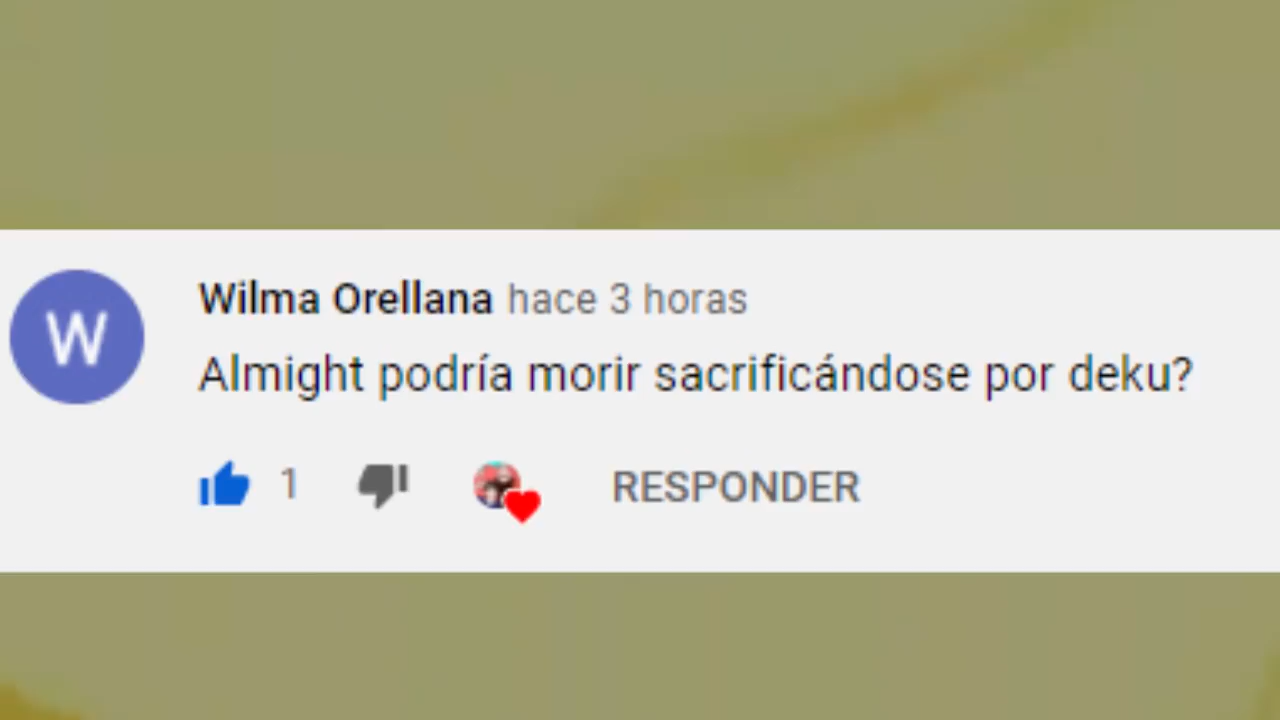 W
Wilma Orellana hace 3 horas
Almight podría morir sacrificándose por deku?
1 RESPONDER